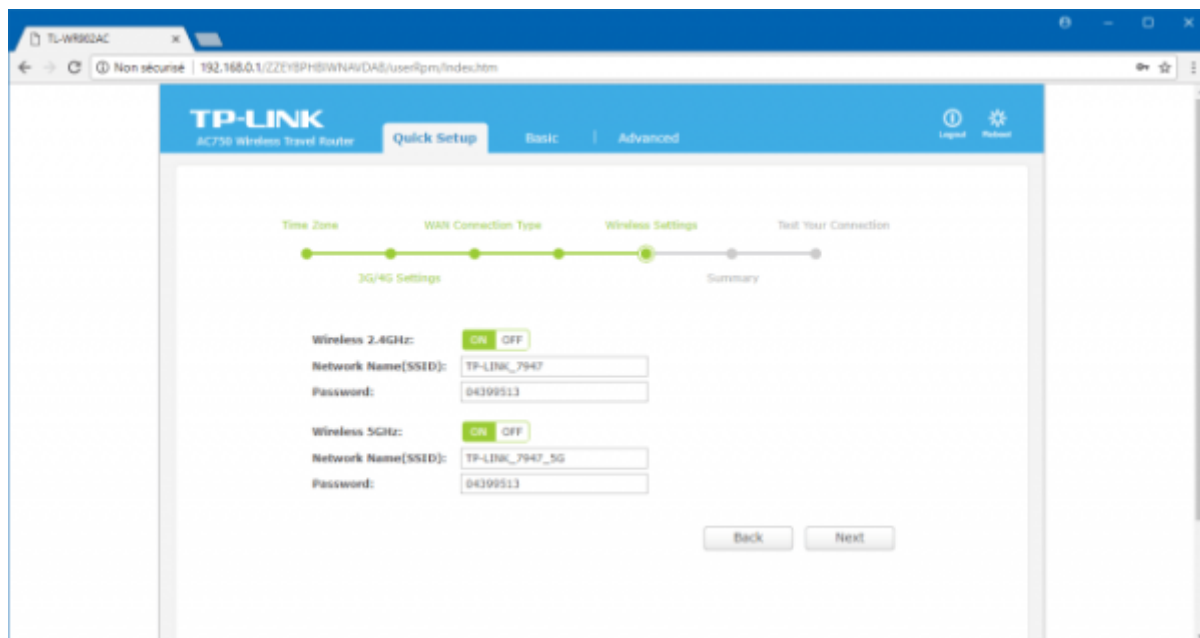 TL-WR902AC
Non sécurisé | 192.168.0.1/ZZEYBPHBIWNAVDAB/userRpm/Index.htm
TP-LINK
AC750 Wireless Travel Router
Quick Setup
Basic
Advanced
Logout
Reboot
Time Zone
WAN Connection Type
Wireless Settings
Test Your Connection
3G/4G Settings
Summary
Wireless 2.4GHz: ON OFF
Network Name(SSID): TP-LINK_7947
Password: 04399513
Wireless 5GHz: ON OFF
Network Name(SSID): TP-LINK_7947_5G
Password: 04399513
Back
Next